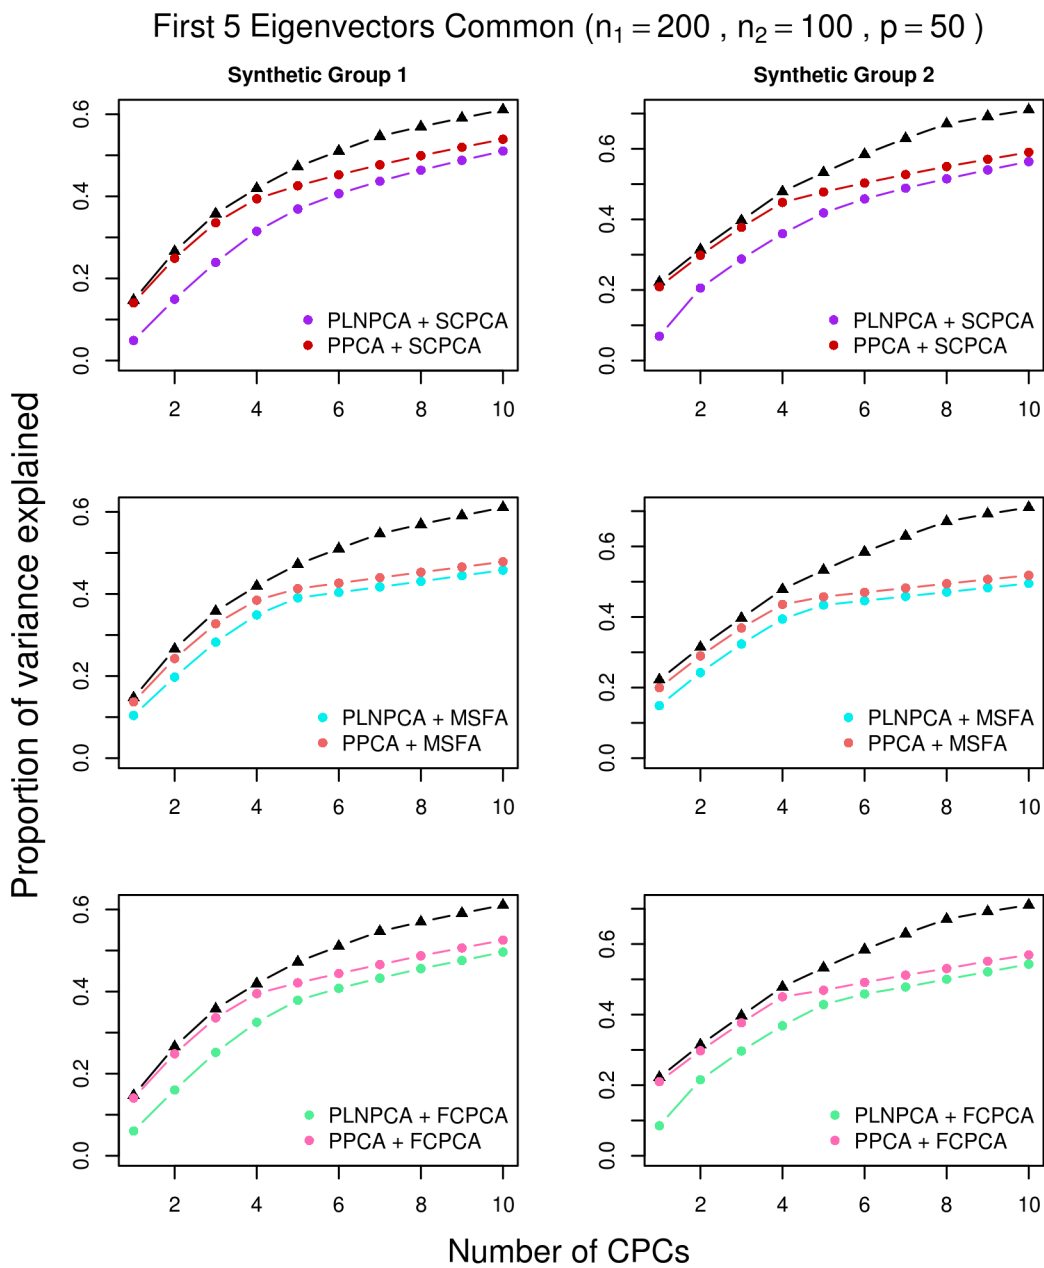 First 5 Eigenvectors Common (n₁ = 200 , n₂ = 100 , p = 50 )
Proportion of variance explained
Synthetic Group 1
0.6
0.4
0.2
0.0
PLNPCA + SCPCA
PPCA + SCPCA
2 4 6 8 10
Synthetic Group 2
0.6
0.4
0.2
0.0
PLNPCA + SCPCA
PPCA + SCPCA
2 4 6 8 10
0.6
0.4
0.2
0.0
PLNPCA + MSFA
PPCA + MSFA
2 4 6 8 10
0.6
0.4
0.2
0.0
PLNPCA + MSFA
PPCA + MSFA
2 4 6 8 10
0.6
0.4
0.2
0.0
PLNPCA + FCPCA
PPCA + FCPCA
2 4 6 8 10
0.6
0.4
0.2
0.0
PLNPCA + FCPCA
PPCA + FCPCA
2 4 6 8 10
Number of CPCs